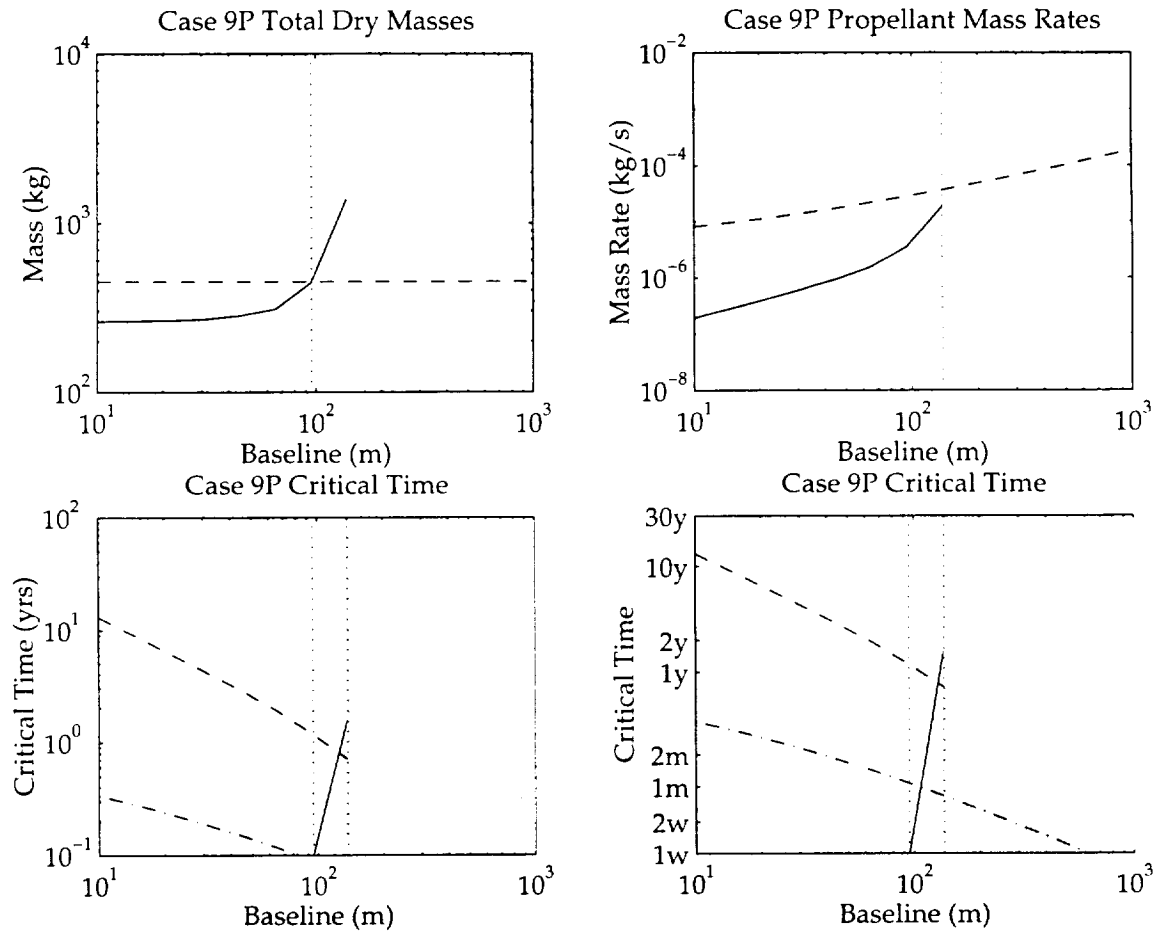 Case 9P Total Dry Masses
10^4
10^3
10^2
Mass (kg)
10^1
10^2
10^3
Baseline (m)
Case 9P Propellant Mass Rates
10^-2
10^-4
10^-6
10^-8
Mass Rate (kg/s)
10^1
10^2
10^3
Baseline (m)
Case 9P Critical Time
10^2
10^1
10^0
10^-1
Critical Time (yrs)
10^1
10^2
10^3
Baseline (m)
Case 9P Critical Time
30y
10y
2y
1y
2m
1m
2w
1w
Critical Time
10^1
10^2
10^3
Baseline (m)